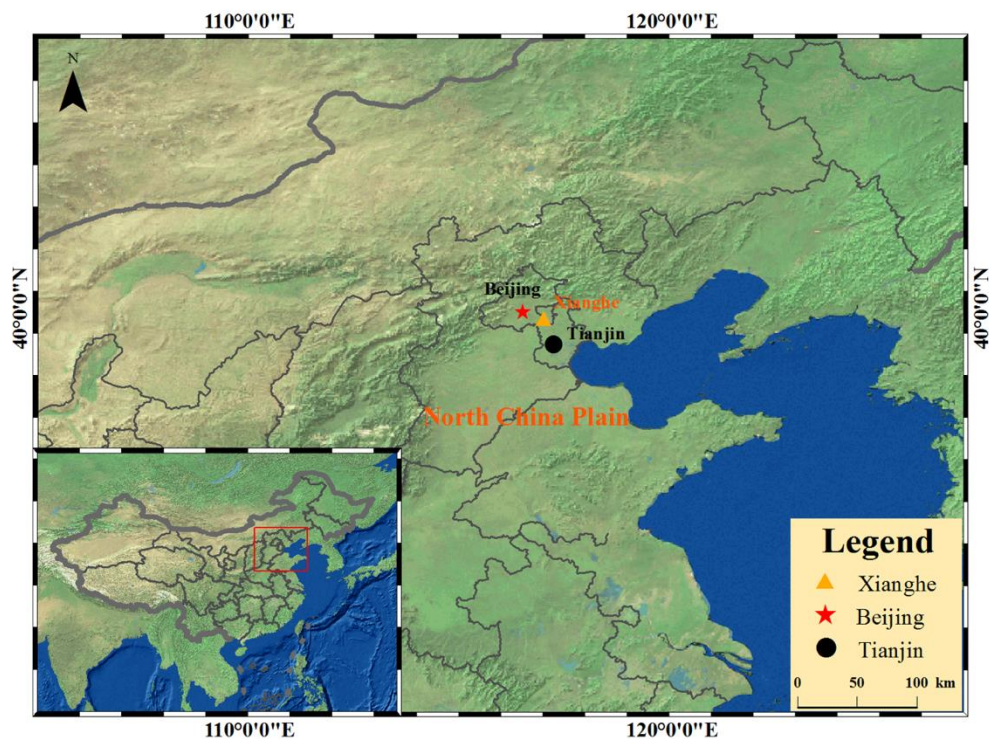 110°0'0"E
120°0'0"E
N
40°0'0"N
40°0'0"N
Beijing
Xianghe
Tianjin
North China Plain
Legend
Xianghe
Beijing
Tianjin
0 50 100 km
110°0'0"E
120°0'0"E